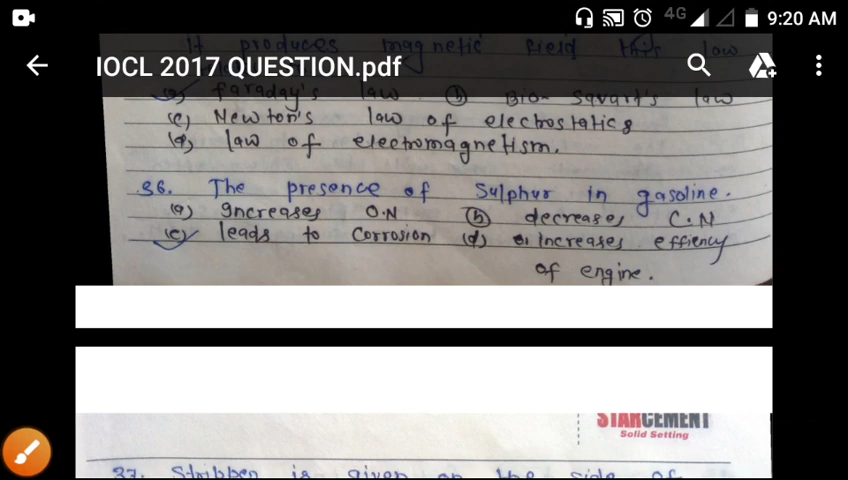 4G 9:20 AM
It produces magnetic field this law
IOCL 2017 QUESTION.pdf
(a) faraday's law (b) Bio-Savart's law
(c) Newton's law of electrostatics
(d) law of electromagnetism.
36. The presence of Sulphur in gasoline.
(a) Increases O.N (b) decreases C.N
(c) leads to Corrosion (d) Increases effiency
of engine.
STARCEMENT
Solid Setting
37. Stripper is given on the side of